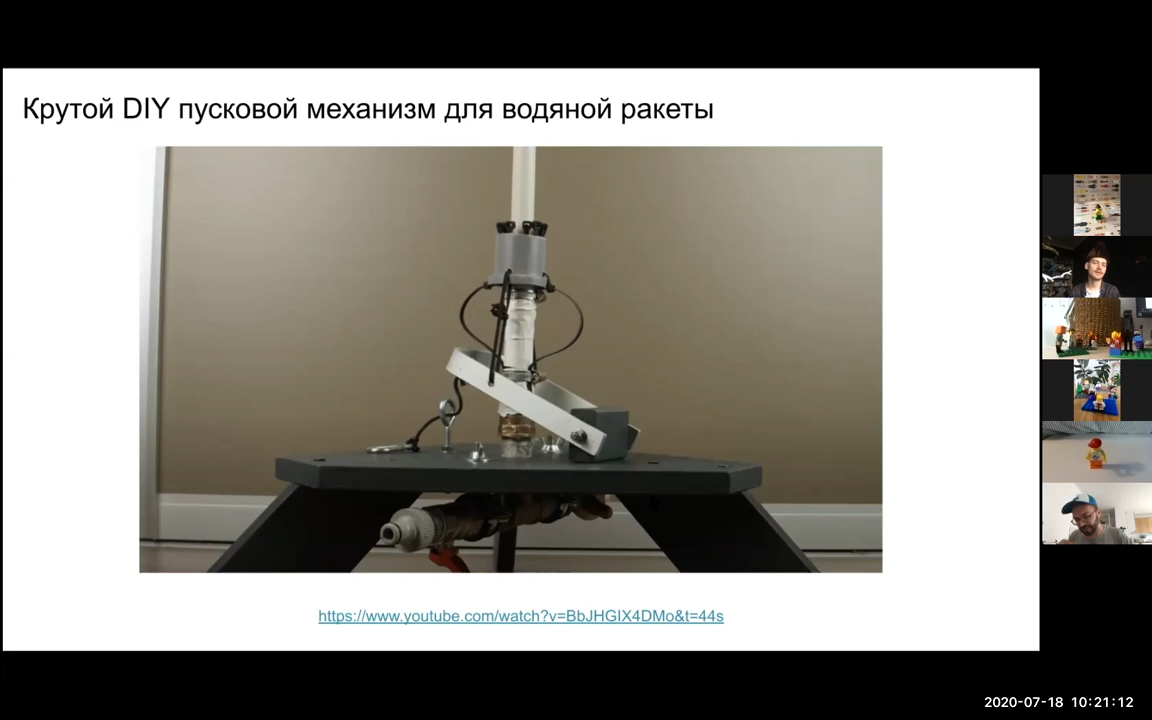 Крутой DIY пусковой механизм для водяной ракеты
https://www.youtube.com/watch?v=BbJHGIX4DMo&t=44s
2020-07-18 10:21:12